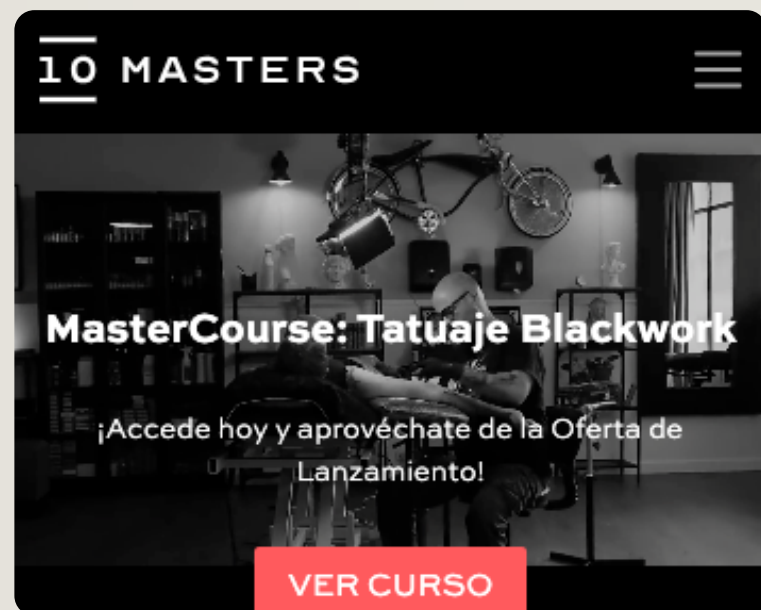 10 MASTERS
MasterCourse: Tatuaje Blackwork
¡Accede hoy y aprovéchate de la Oferta de
Lanzamiento!
VER CURSO